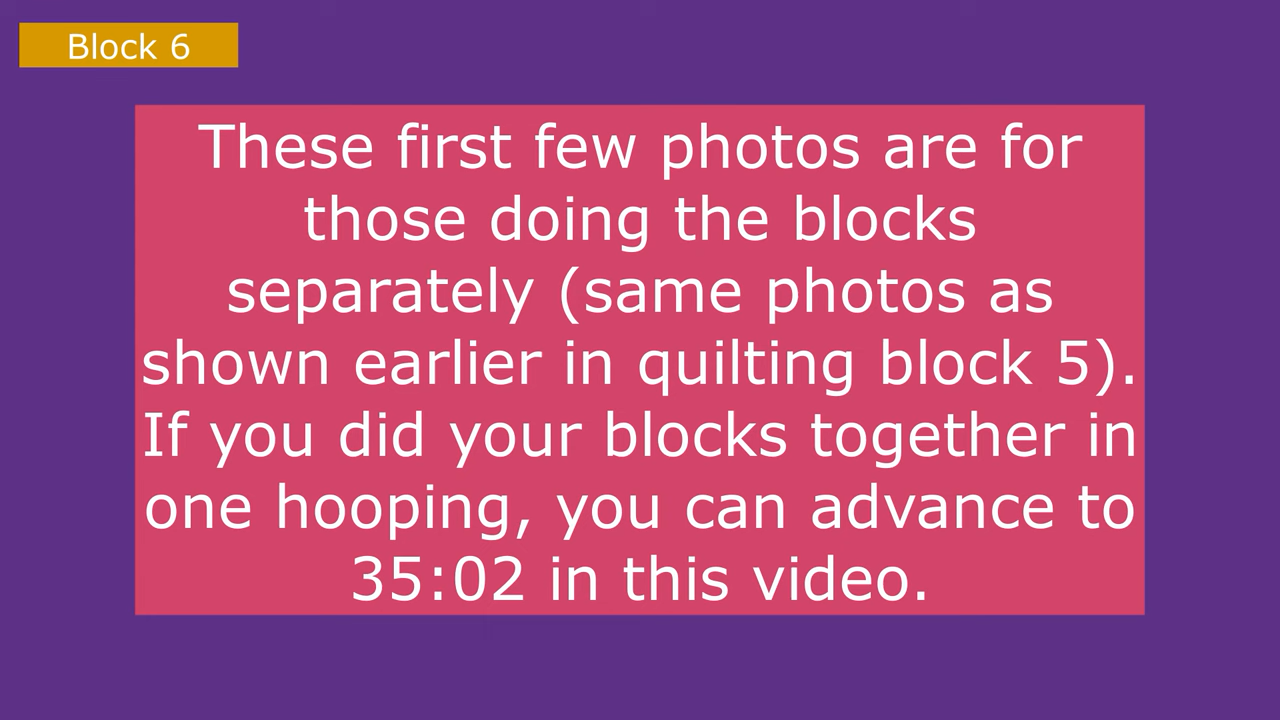 Block 6
These first few photos are for
those doing the blocks
separately (same photos as
shown earlier in quilting block 5).
If you did your blocks together in
one hooping, you can advance to
35:02 in this video.